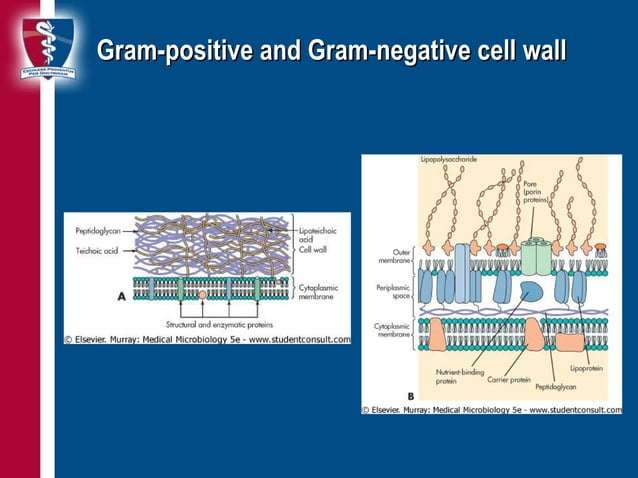 Gram-positive and Gram-negative cell wall
Peptidoglycan
Teichoic acid
Lipoteichoic
acid
Cell wall
Cytoplasmic
membrane
A
Structural and enzymatic proteins
© Elsevier. Murray: Medical Microbiology 5e - www.studentconsult.com
Lipopolysaccharide
Pore
(porin
proteins)
Outer
membrane
Periplasmic
space
Cytoplasmic
membrane
Nutrient-binding
protein
Carrier protein
Peptidoglycan
Lipoprotein
B
© Elsevier. Murray: Medical Microbiology 5e - www.studentconsult.com